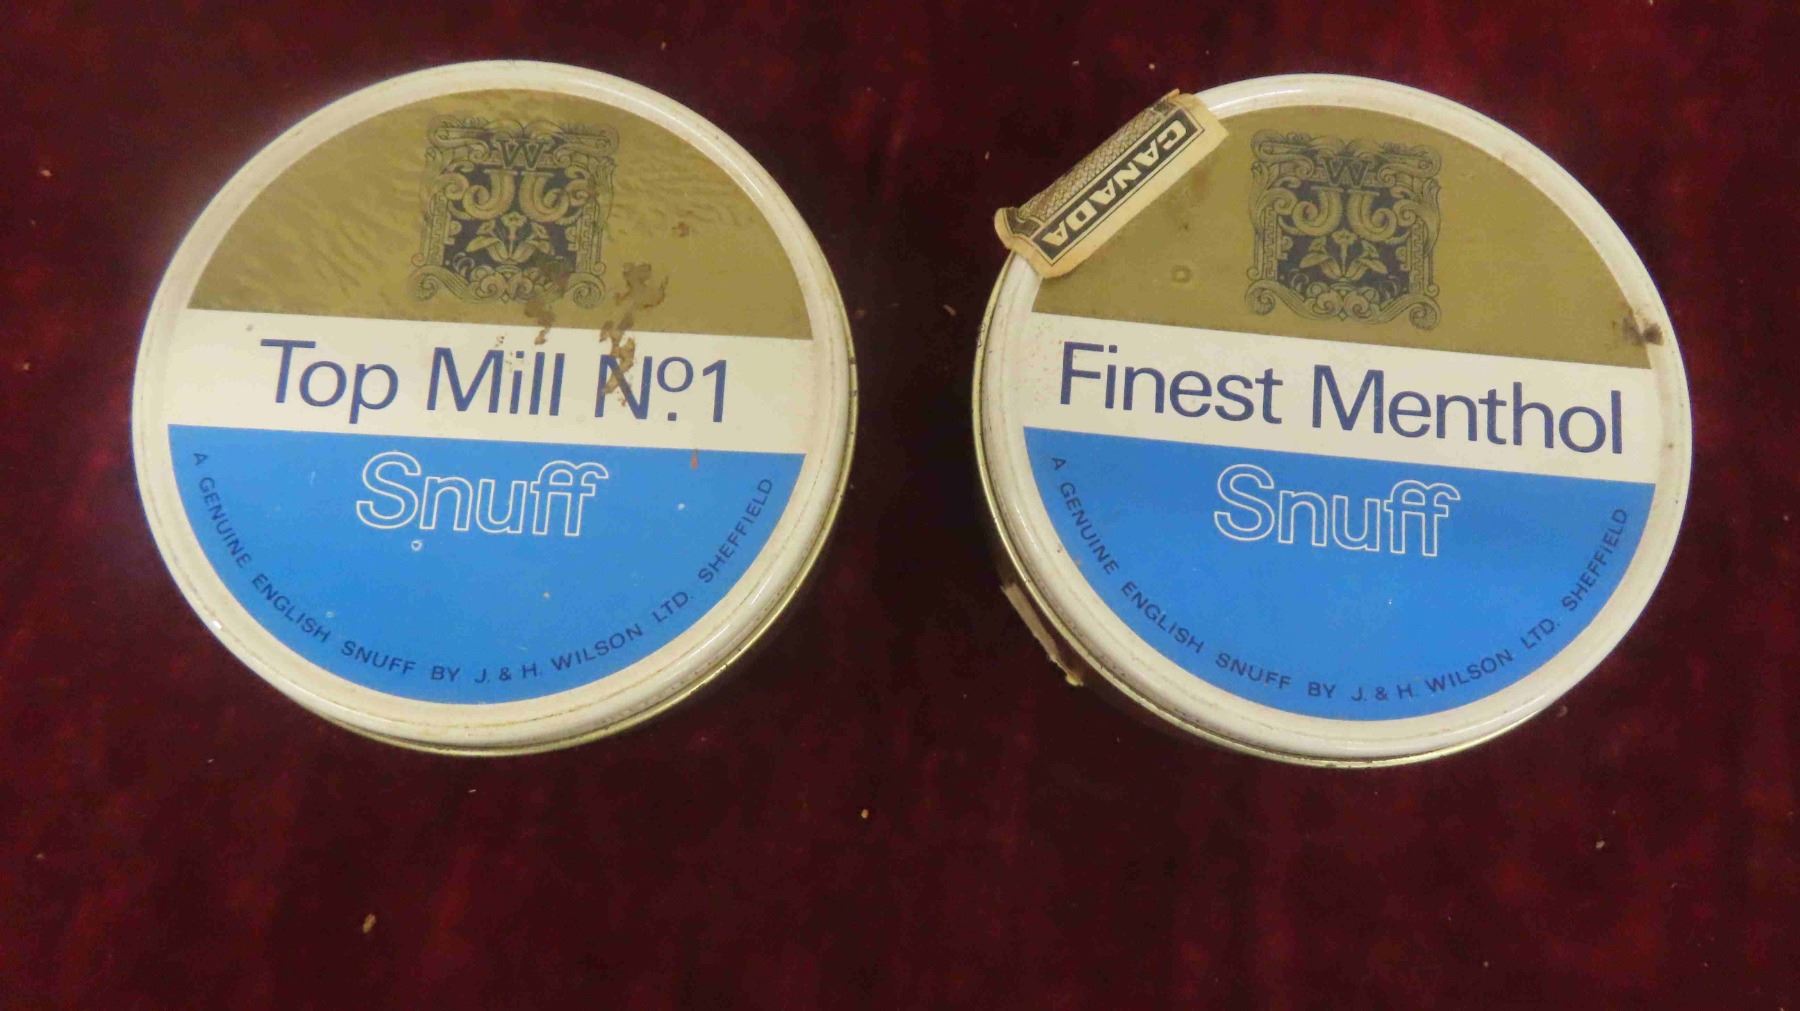 W
Top Mill Nº.1
Snuff
A GENUINE ENGLISH SNUFF BY J. & H. WILSON LTD. SHEFFIELD
CANADA
W
Finest Menthol
Snuff
A GENUINE ENGLISH SNUFF BY J. & H. WILSON LTD. SHEFFIELD